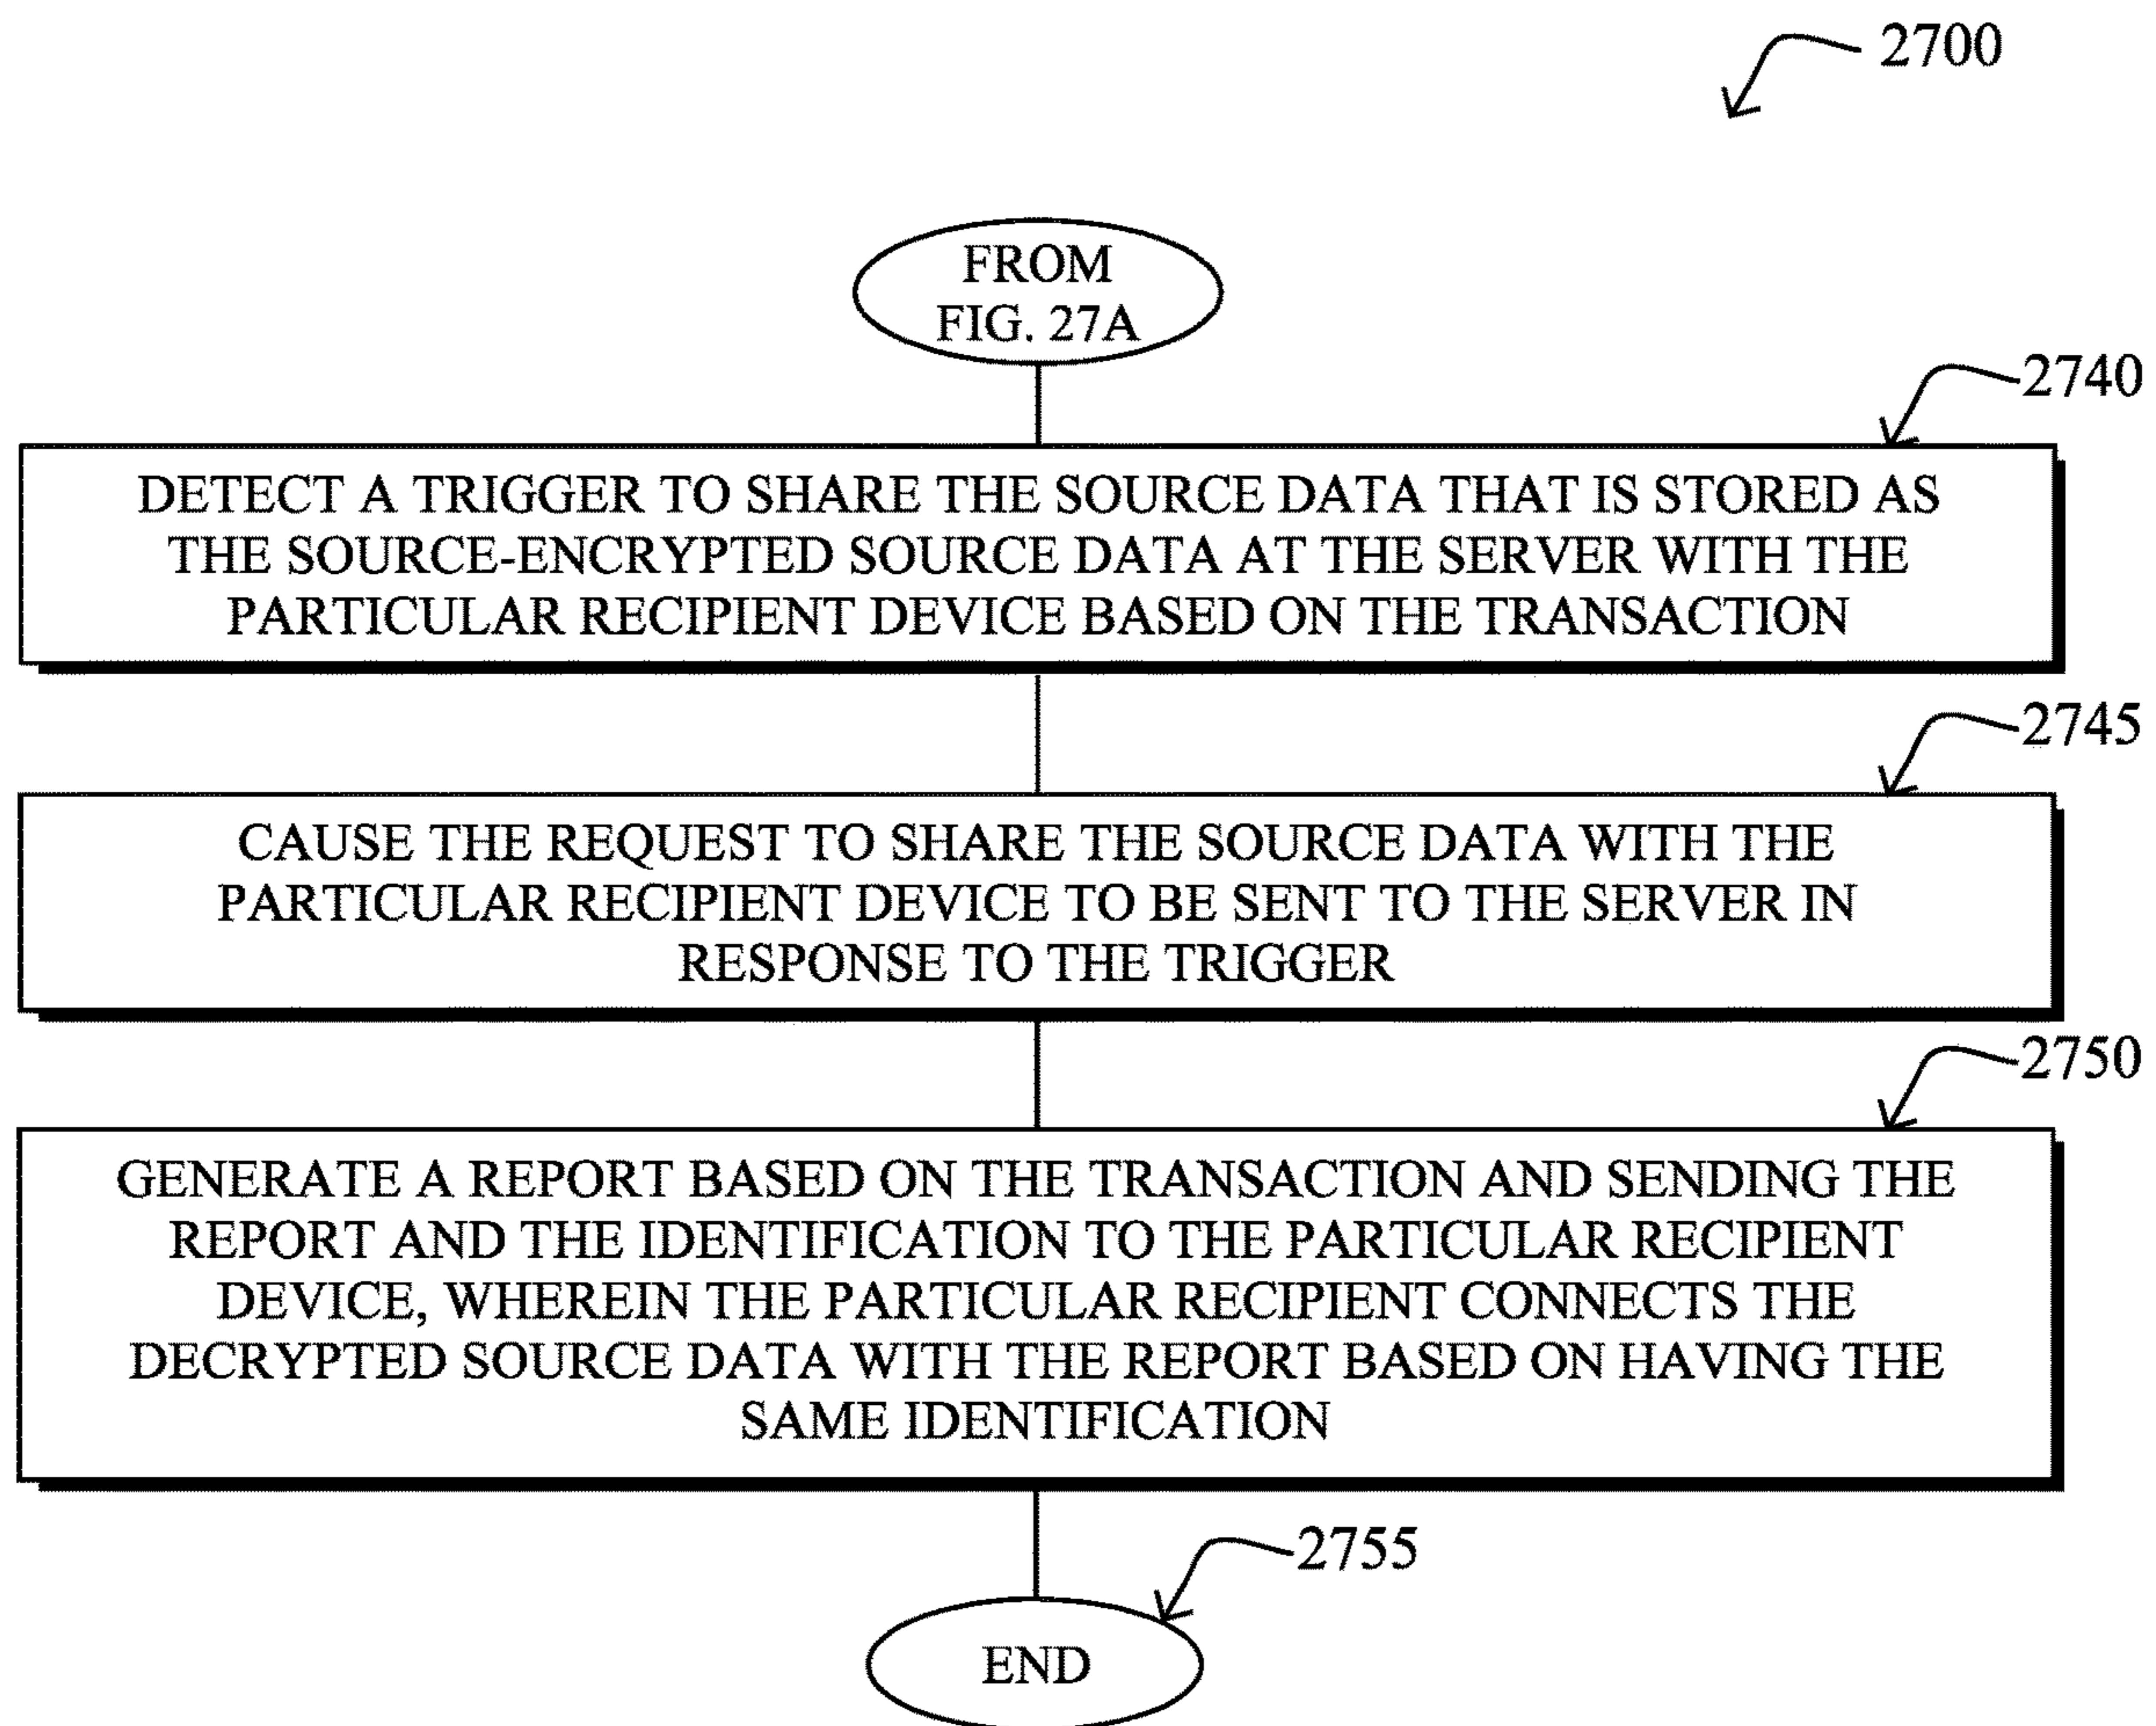 2700
FROM
FIG. 27A
2740
DETECT A TRIGGER TO SHARE THE SOURCE DATA THAT IS STORED AS
THE SOURCE-ENCRYPTED SOURCE DATA AT THE SERVER WITH THE
PARTICULAR RECIPIENT DEVICE BASED ON THE TRANSACTION
2745
CAUSE THE REQUEST TO SHARE THE SOURCE DATA WITH THE
PARTICULAR RECIPIENT DEVICE TO BE SENT TO THE SERVER IN
RESPONSE TO THE TRIGGER
2750
GENERATE A REPORT BASED ON THE TRANSACTION AND SENDING THE
REPORT AND THE IDENTIFICATION TO THE PARTICULAR RECIPIENT
DEVICE, WHEREIN THE PARTICULAR RECIPIENT CONNECTS THE
DECRYPTED SOURCE DATA WITH THE REPORT BASED ON HAVING THE
SAME IDENTIFICATION
2755
END